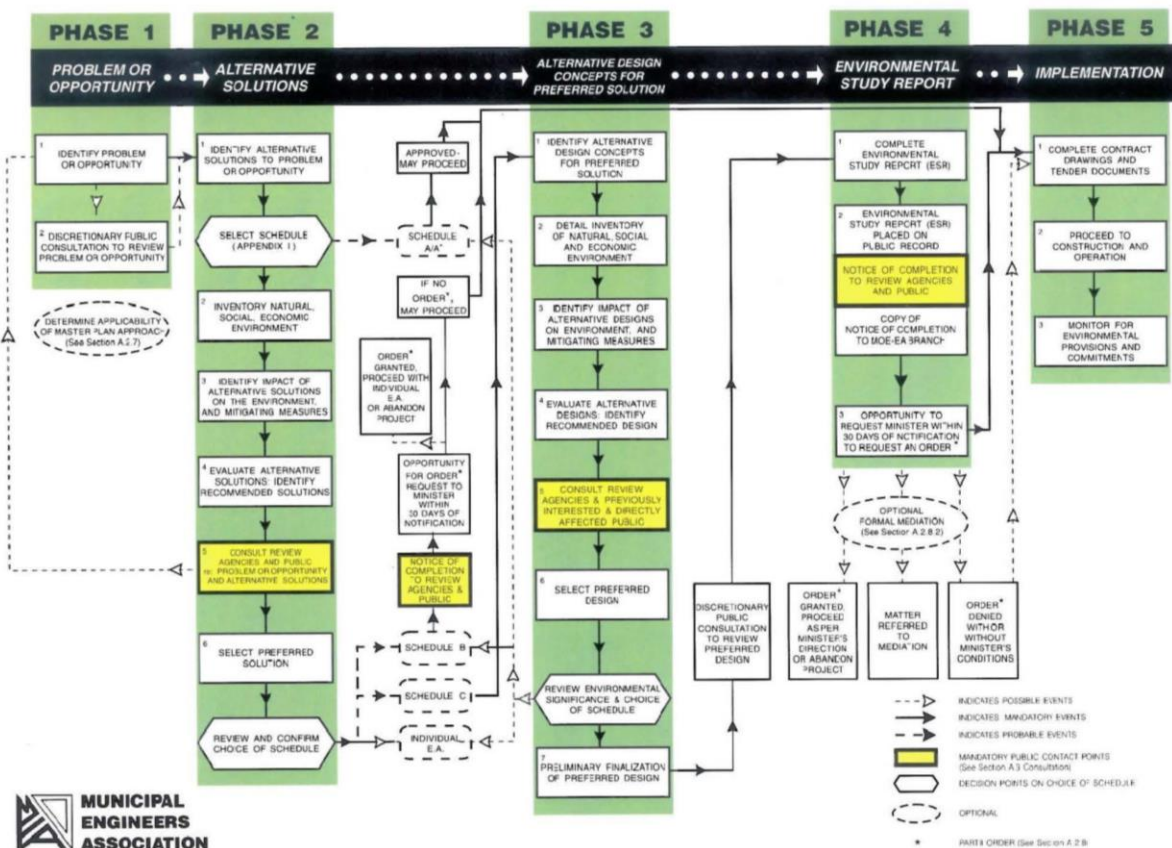 PHASE 1
PHASE 2
PHASE 3
PHASE 4
PHASE 5
PROBLEM OR
OPPORTUNITY
ALTERNATIVE
SOLUTIONS
ALTERNATIVE DESIGN
CONCEPTS FOR
PREFERRED SOLUTION
ENVIRONMENTAL
STUDY REPORT
IMPLEMENTATION
1
IDENTIFY PROBLEM
OR OPPORTUNITY
2
DISCRETIONARY PUBLIC
CONSULTATION TO REVIEW
PROBLEM OR OPPORTUNITY
DETERMINE APPLICABILITY
OF MASTER PLAN APPROACH
(See Section A.2.7)
1
IDENTIFY ALTERNATIVE
SOLUTIONS TO PROBLEM
OR OPPORTUNITY
SELECT SCHEDULE
(APPENDIX I)
2
INVENTORY NATURAL,
SOCIAL, ECONOMIC
ENVIRONMENT
3
IDENTIFY IMPACT OF
ALTERNATIVE SOLUTIONS
ON THE ENVIRONMENT,
AND MITIGATING MEASURES
4
EVALUATE ALTERNATIVE
SOLUTIONS: IDENTIFY
RECOMMENDED SOLUTIONS
5
CONSULT REVIEW
AGENCIES AND PUBLIC
re: PROBLEM OR OPPORTUNITY
AND ALTERNATIVE SOLUTIONS
6
SELECT PREFERRED
SOLUTION
REVIEW AND CONFIRM
CHOICE OF SCHEDULE
APPROVED-
MAY PROCEED
SCHEDULE
A/A+
IF NO
ORDER*,
MAY PROCEED
ORDER*
GRANTED,
PROCEED WITH
INDIVIDUAL
E.A.
OR ABANDON
PROJECT
OPPORTUNITY
FOR ORDER*
REQUEST TO
MINISTER
WITHIN
30 DAYS OF
NOTIFICATION
NOTICE OF
COMPLETION
TO REVIEW
AGENCIES &
PUBLIC
SCHEDULE B
SCHEDULE C
INDIVIDUAL
E.A.
1
IDENTIFY ALTERNATIVE
DESIGN CONCEPTS
FOR PREFERRED
SOLUTION
2
DETAIL INVENTORY
OF NATURAL, SOCIAL
AND ECONOMIC
ENVIRONMENT
3
IDENTIFY IMPACT OF
ALTERNATIVE DESIGNS
ON ENVIRONMENT, AND
MITIGATING MEASURES
4
EVALUATE ALTERNATIVE
DESIGNS: IDENTIFY
RECOMMENDED DESIGN
5
CONSULT REVIEW
AGENCIES & PREVIOUSLY
INTERESTED & DIRECTLY
AFFECTED PUBLIC
6
SELECT PREFERRED
DESIGN
REVIEW ENVIRONMENTAL
SIGNIFICANCE & CHOICE
OF SCHEDULE
7
PRELIMINARY FINALIZATION
OF PREFERRED DESIGN
DISCRETIONARY
PUBLIC
CONSULTATION
TO REVIEW
PREFERRED
DESIGN
1
COMPLETE
ENVIRONMENTAL
STUDY REPORT (ESR)
2
ENVIRONMENTAL
STUDY REPORT (ESR)
PLACED ON
PUBLIC RECORD
NOTICE OF COMPLETION
TO REVIEW AGENCIES
AND PUBLIC
COPY OF
NOTICE OF COMPLETION
TO MOE-EA BRANCH
3
OPPORTUNITY TO
REQUEST MINISTER WITHIN
30 DAYS OF NOTIFICATION
TO REQUEST AN ORDER*
OPTIONAL
FORMAL MEDIATION
(See Section A.2.8.2)
ORDER*
GRANTED,
PROCEED
AS PER
MINISTER'S
DIRECTION
OR ABANDON
PROJECT
MATTER
REFERRED
TO
MEDIATION
ORDER*
DENIED
WITH OR
WITHOUT
MINISTER'S
CONDITIONS
1
COMPLETE CONTRACT
DRAWINGS AND
TENDER DOCUMENTS
2
PROCEED TO
CONSTRUCTION AND
OPERATION
3
MONITOR FOR
ENVIRONMENTAL
PROVISIONS AND
COMMITMENTS
INDICATES POSSIBLE EVENTS
INDICATES MANDATORY EVENTS
INDICATES PROBABLE EVENTS
MANDATORY PUBLIC CONTACT POINTS
(See Section A.3 Consultation)
DECISION POINTS ON CHOICE OF SCHEDULE
OPTIONAL
* PART II ORDER (See Section A.2.8)
MUNICIPAL
ENGINEERS
ASSOCIATION